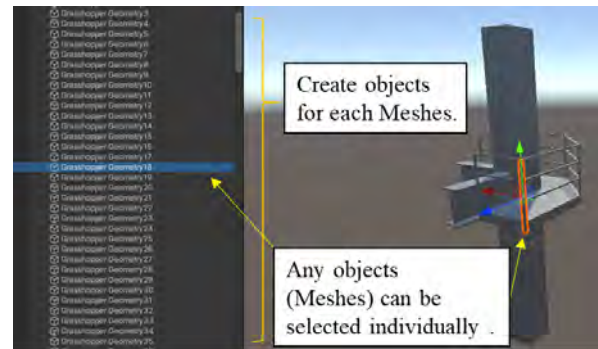 Grasshopper Geometry3
Grasshopper Geometry4
Grasshopper Geometry5
Grasshopper Geometry6
Grasshopper Geometry7
Grasshopper Geometry8
Grasshopper Geometry9
Grasshopper Geometry10
Grasshopper Geometry11
Grasshopper Geometry12
Grasshopper Geometry13
Grasshopper Geometry14
Grasshopper Geometry15
Grasshopper Geometry16
Grasshopper Geometry17
Grasshopper Geometry18
Grasshopper Geometry19
Grasshopper Geometry20
Grasshopper Geometry21
Grasshopper Geometry22
Grasshopper Geometry23
Grasshopper Geometry24
Grasshopper Geometry25
Grasshopper Geometry26
Grasshopper Geometry27
Grasshopper Geometry28
Grasshopper Geometry29
Grasshopper Geometry30
Grasshopper Geometry31
Grasshopper Geometry32
Grasshopper Geometry33
Grasshopper Geometry34
Grasshopper Geometry35
Create objects
for each Meshes.
Any objects
(Meshes) can be
selected individually .